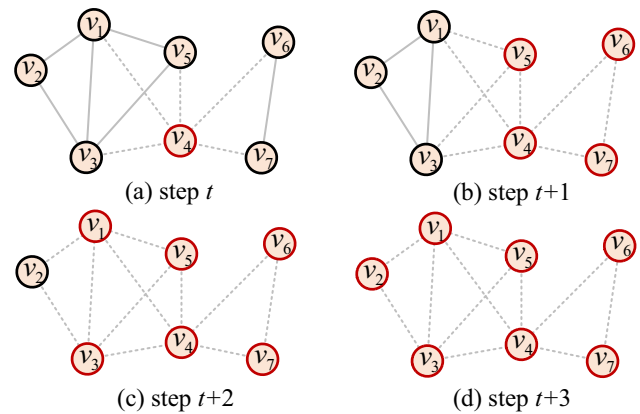 v1
v6
v5
v2
v4
v3
v7
(a) step t
v1
v6
v5
v2
v4
v3
v7
(b) step t+1
v1
v6
v5
v2
v4
v3
v7
(c) step t+2
v1
v6
v5
v2
v4
v3
v7
(d) step t+3